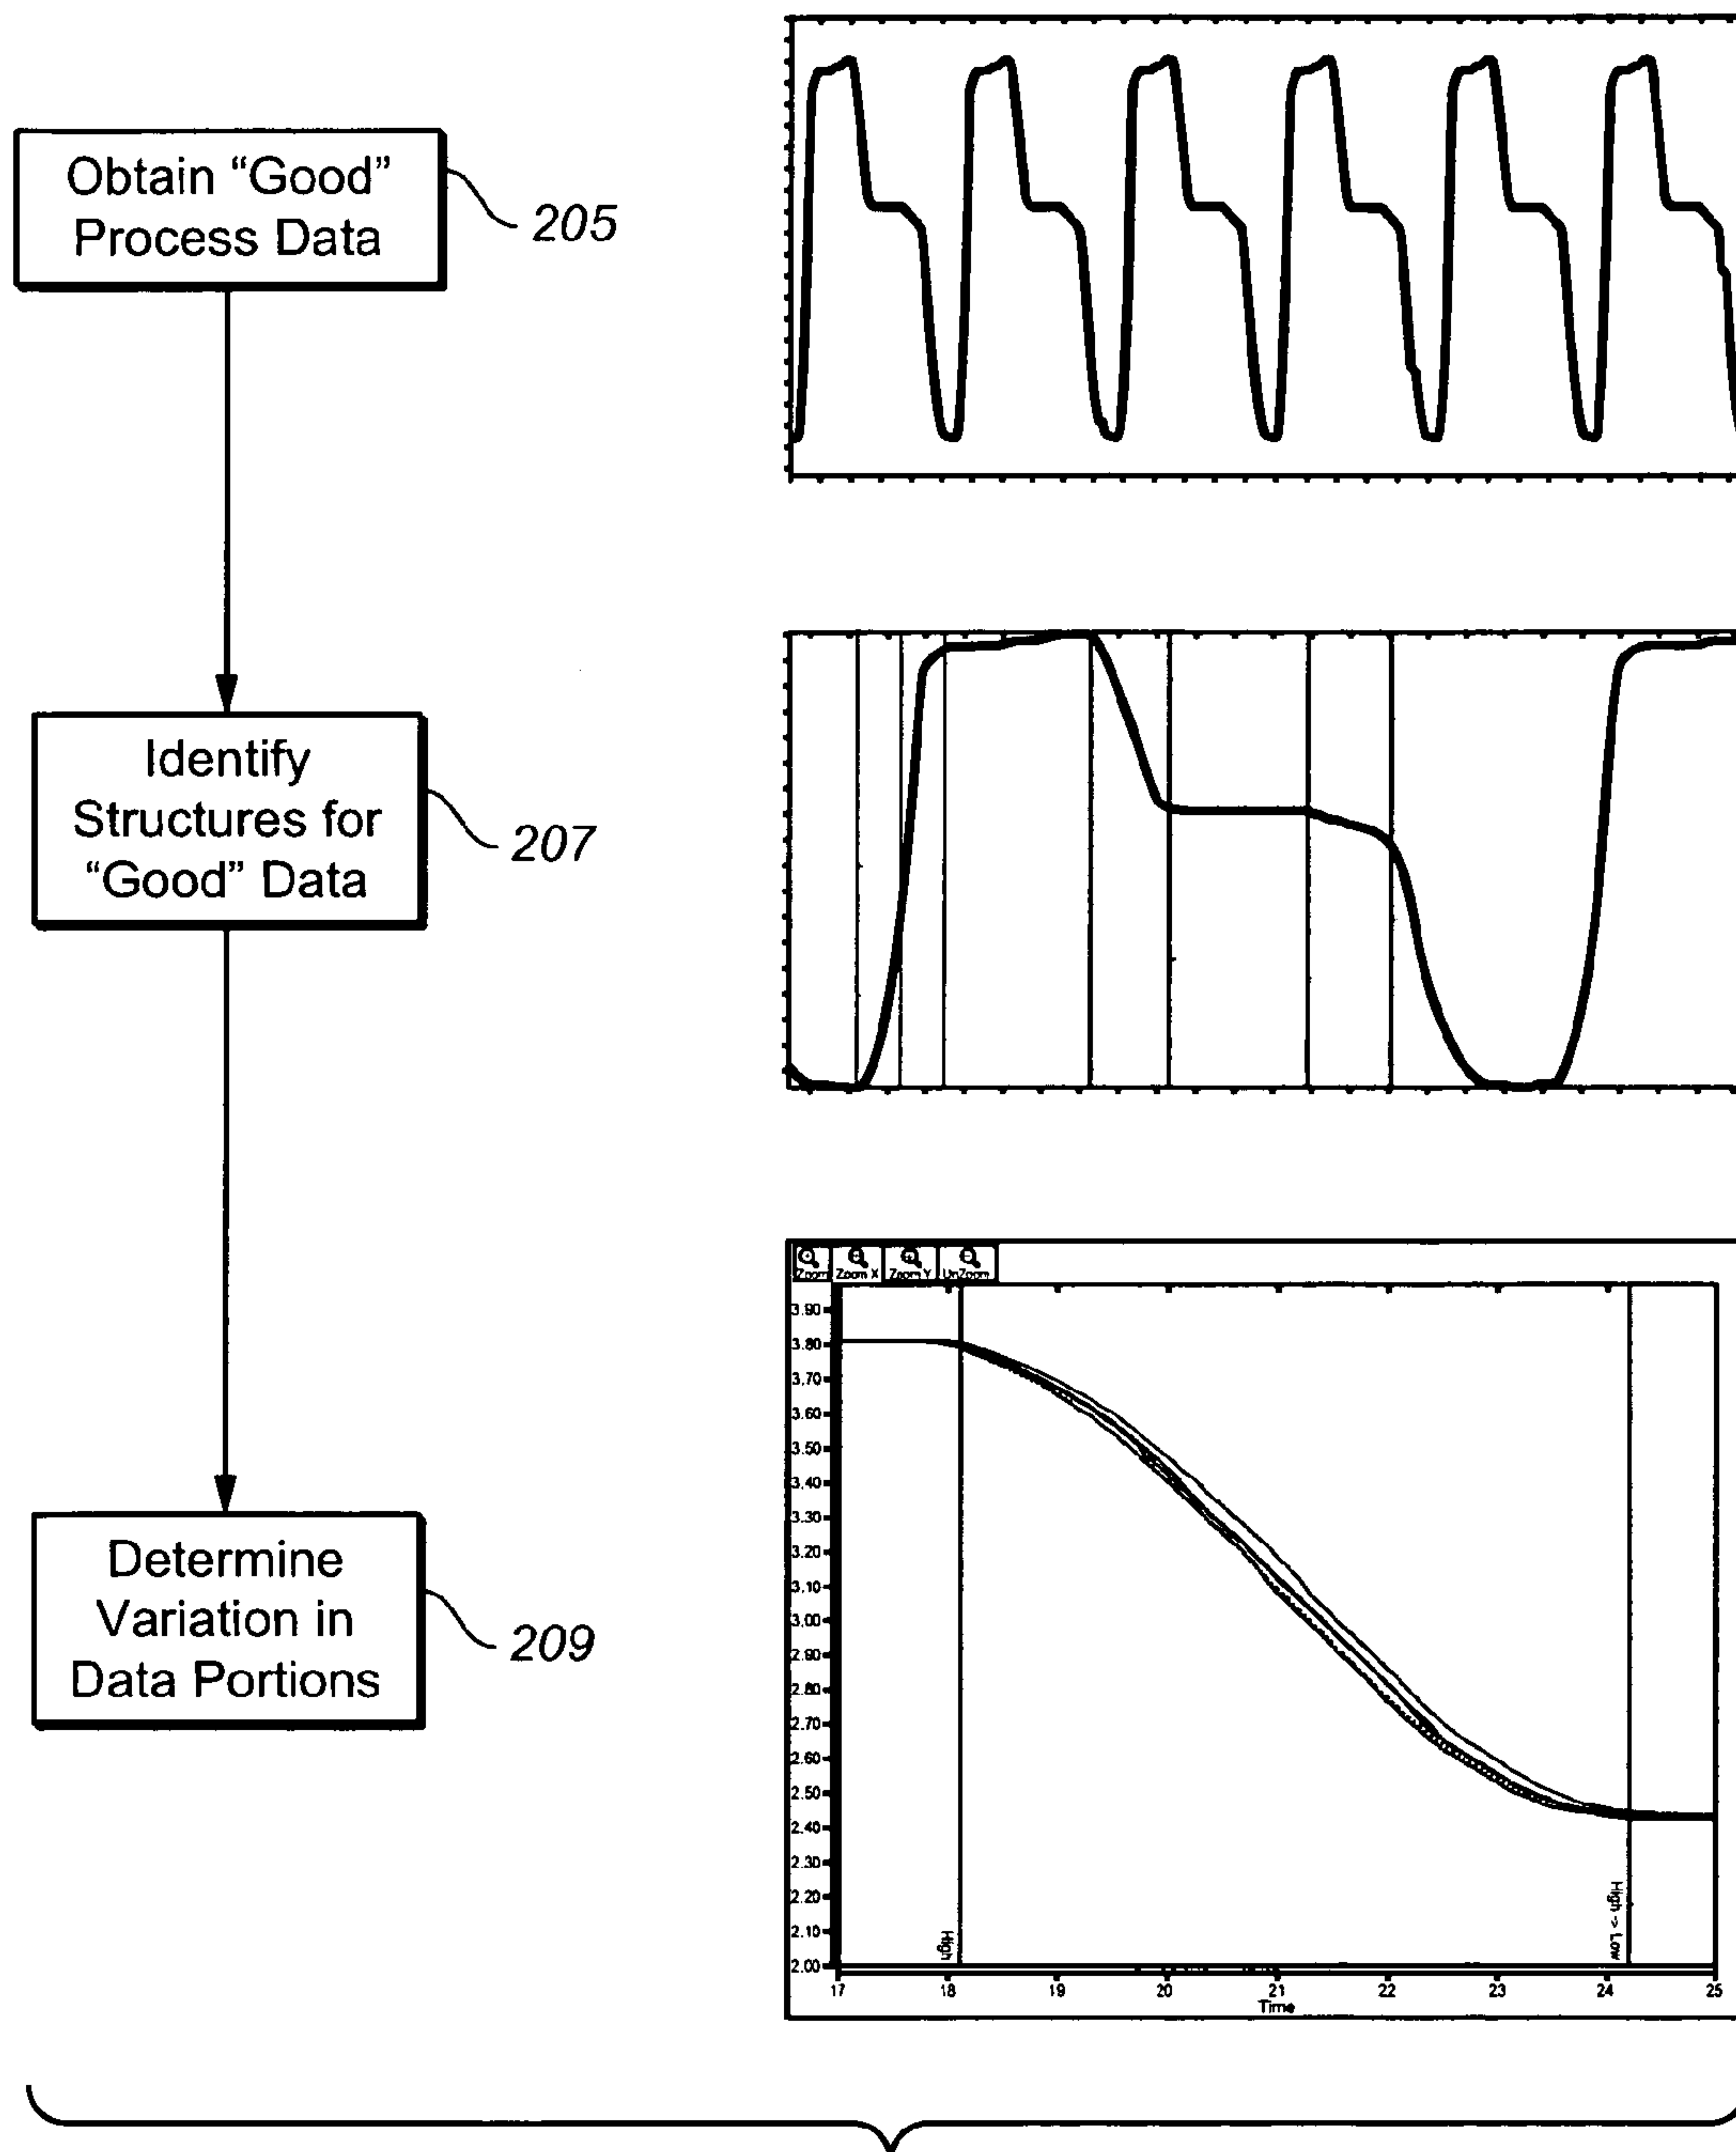 Obtain “Good”
Process Data
205
Identify
Structures for
“Good” Data
207
Determine
Variation in
Data Portions
209
Zoom
Zoom X
Zoom Y
UnZoom
3.90
3.80
3.70
3.60
3.50
3.40
3.30
3.20
3.10
3.00
2.90
2.80
2.70
2.60
2.50
2.40
2.30
2.20
2.10
2.00
High
High -> Low
17
18
19
20
21
22
23
24
25
Time